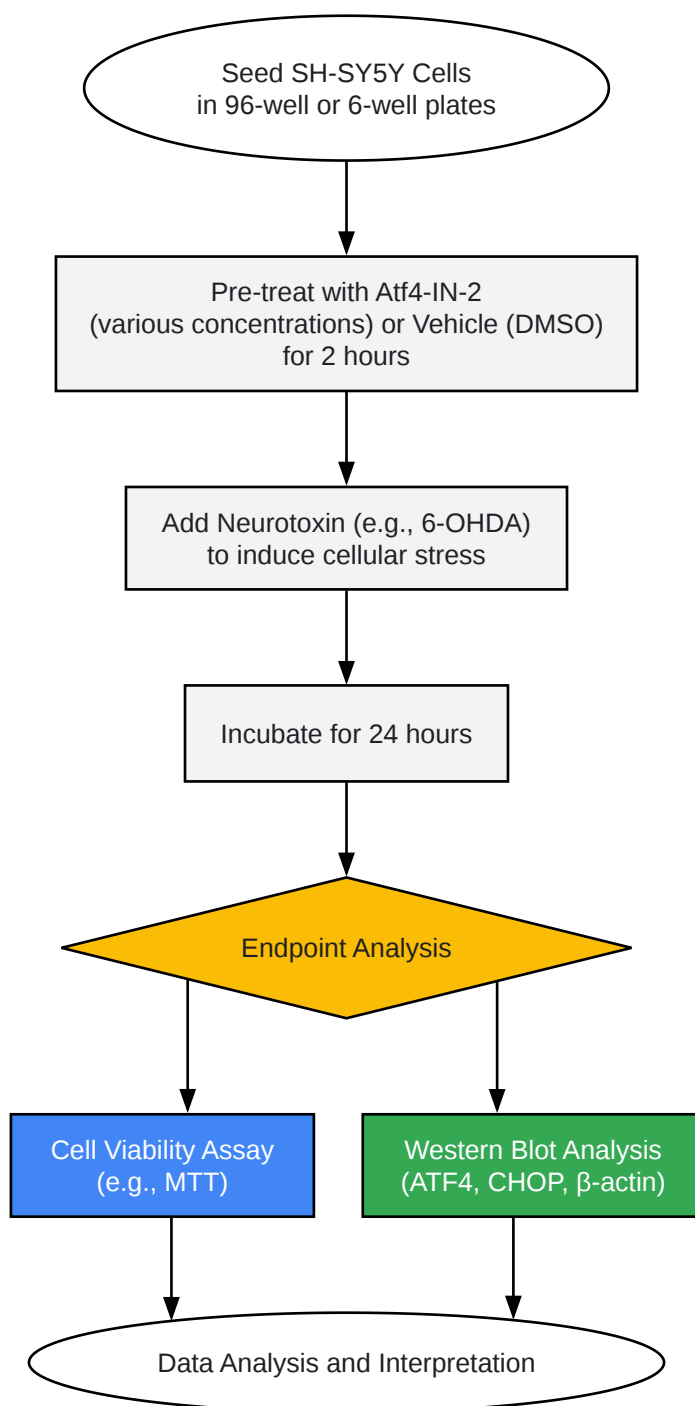 Seed SH-SY5Y Cells
in 96-well or 6-well plates
Pre-treat with Atf4-IN-2
(various concentrations) or Vehicle (DMSO)
for 2 hours
Add Neurotoxin (e.g., 6-OHDA)
to induce cellular stress
Incubate for 24 hours
Endpoint Analysis
Cell Viability Assay
(e.g., MTT)
Western Blot Analysis
(ATF4, CHOP, β-actin)
Data Analysis and Interpretation